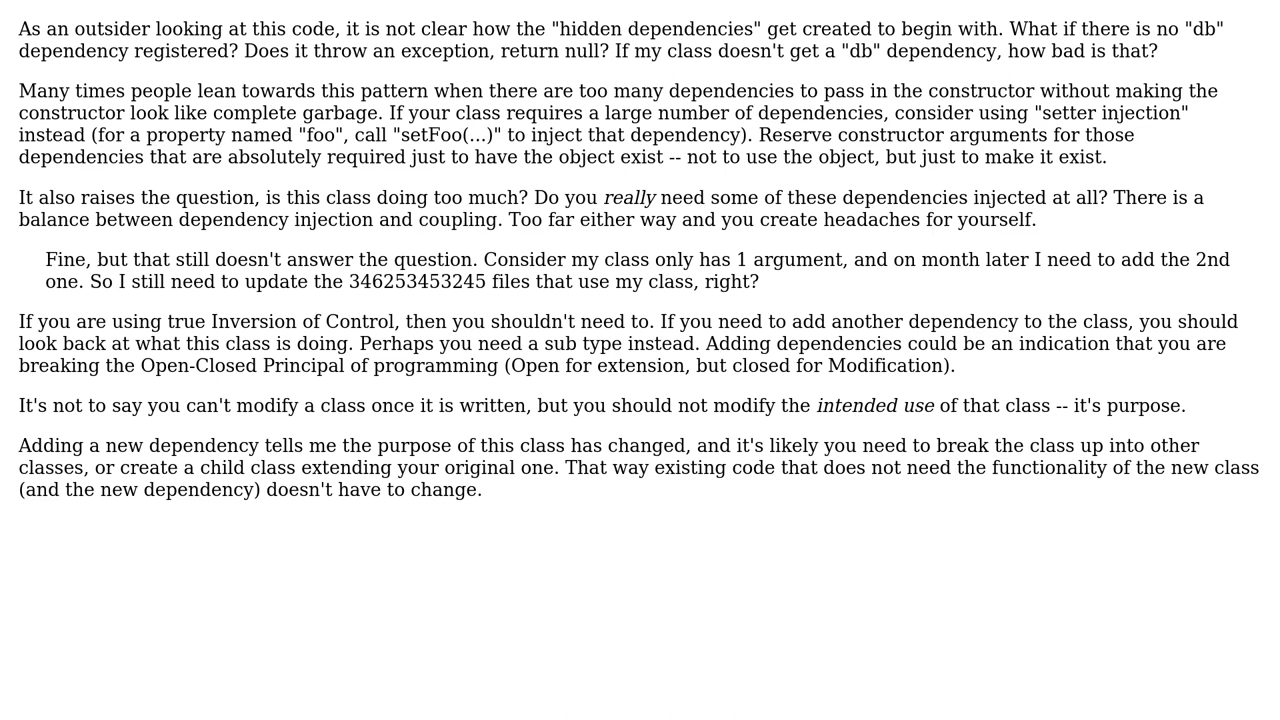 As an outsider looking at this code, it is not clear how the "hidden dependencies" get created to begin with. What if there is no "db"
dependency registered? Does it throw an exception, return null? If my class doesn't get a "db" dependency, how bad is that?
Many times people lean towards this pattern when there are too many dependencies to pass in the constructor without making the
constructor look like complete garbage. If your class requires a large number of dependencies, consider using "setter injection"
instead (for a property named "foo", call "setFoo(...)" to inject that dependency). Reserve constructor arguments for those
dependencies that are absolutely required just to have the object exist -- not to use the object, but just to make it exist.
It also raises the question, is this class doing too much? Do you really need some of these dependencies injected at all? There is a
balance between dependency injection and coupling. Too far either way and you create headaches for yourself.
Fine, but that still doesn't answer the question. Consider my class only has 1 argument, and on month later I need to add the 2nd
one. So I still need to update the 346253453245 files that use my class, right?
If you are using true Inversion of Control, then you shouldn't need to. If you need to add another dependency to the class, you should
look back at what this class is doing. Perhaps you need a sub type instead. Adding dependencies could be an indication that you are
breaking the Open-Closed Principal of programming (Open for extension, but closed for Modification).
It's not to say you can't modify a class once it is written, but you should not modify the intended use of that class -- it's purpose.
Adding a new dependency tells me the purpose of this class has changed, and it's likely you need to break the class up into other
classes, or create a child class extending your original one. That way existing code that does not need the functionality of the new class
(and the new dependency) doesn't have to change.